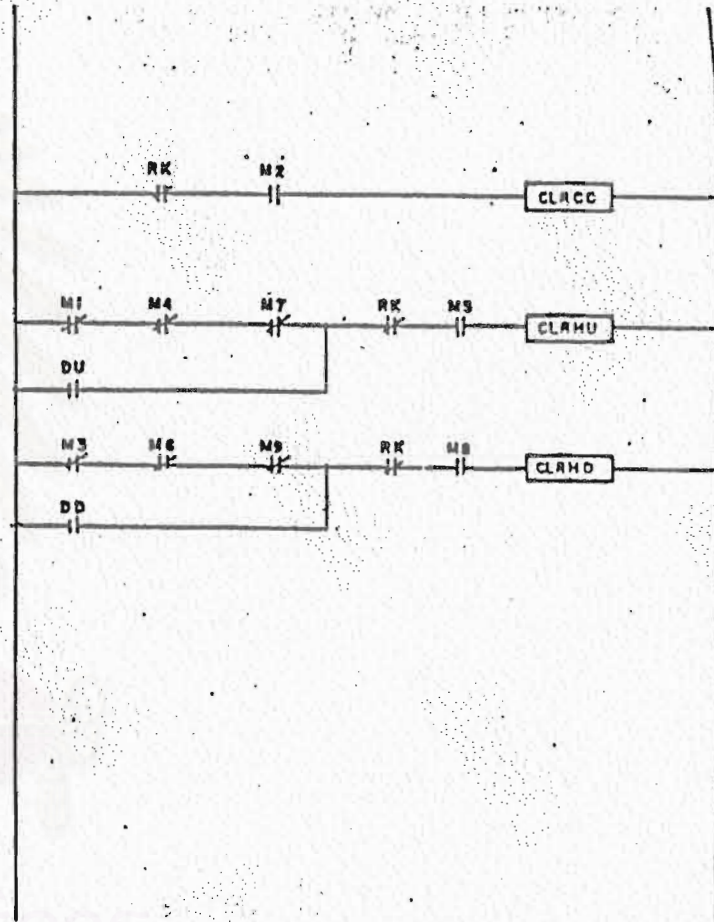 RK M2
CLRCC
M1 M4 M7 RK M5
CLRHU
DU
M3 M6 M9 RK M8
CLRHD
DD